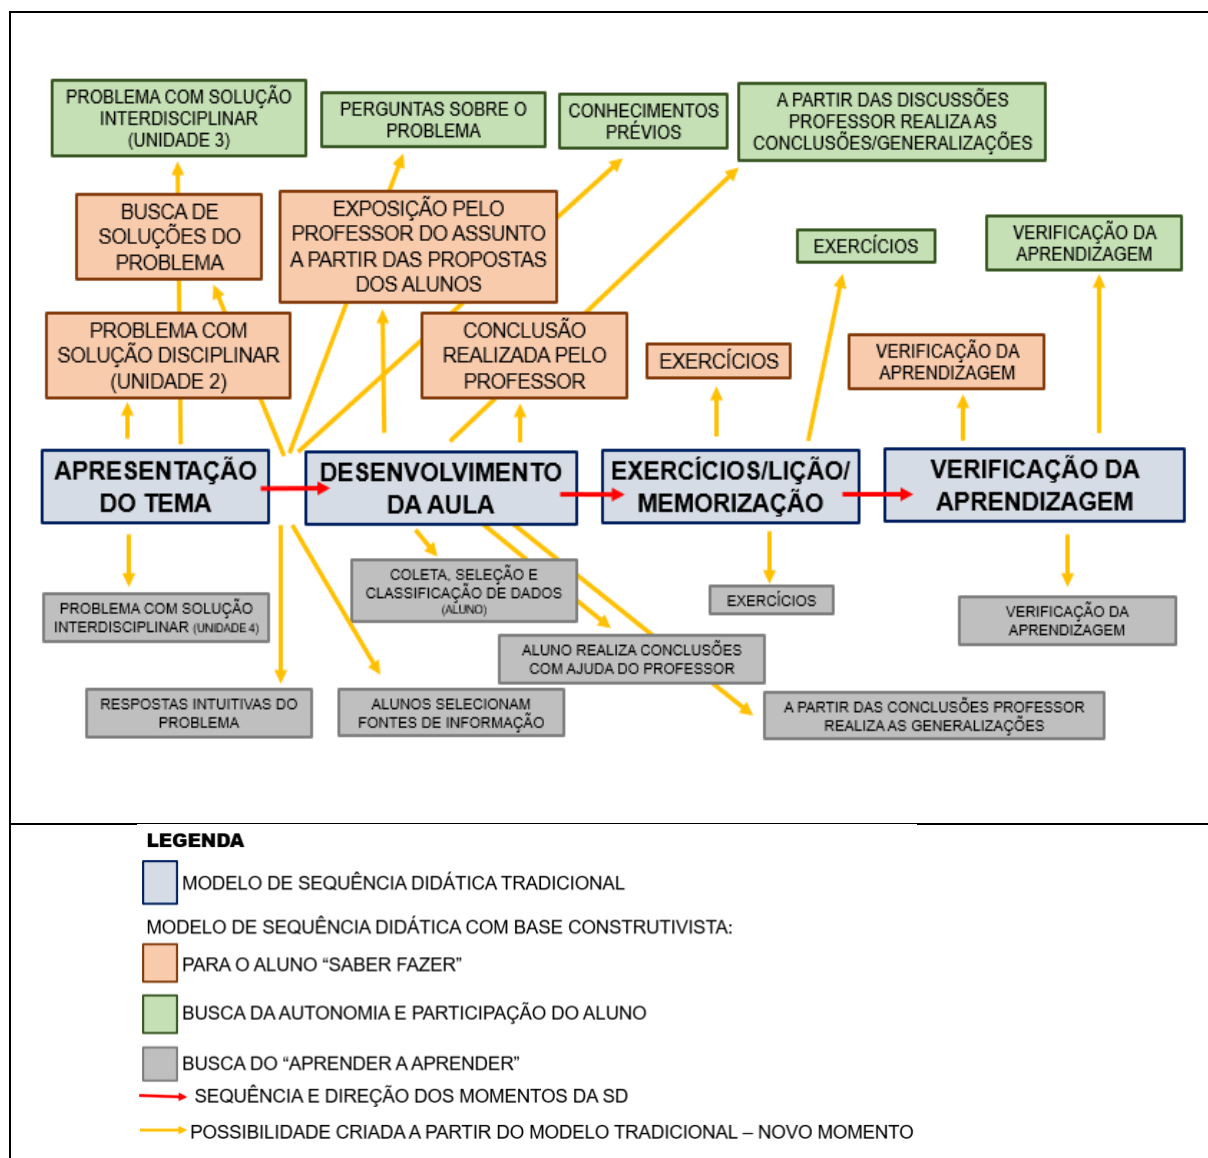 PROBLEMA COM SOLUÇÃO
INTERDISCIPLINAR
(UNIDADE 3)
PERGUNTAS SOBRE O
PROBLEMA
CONHECIMENTOS
PRÉVIOS
A PARTIR DAS DISCUSSÕES
PROFESSOR REALIZA AS
CONCLUSÕES/GENERALIZAÇÕES
BUSCA DE
SOLUÇÕES DO
PROBLEMA
EXPOSIÇÃO PELO
PROFESSOR DO ASSUNTO
A PARTIR DAS PROPOSTAS
DOS ALUNOS
EXERCÍCIOS
VERIFICAÇÃO DA
APRENDIZAGEM
PROBLEMA COM
SOLUÇÃO DISCIPLINAR
(UNIDADE 2)
CONCLUSÃO
REALIZADA PELO
PROFESSOR
EXERCÍCIOS
VERIFICAÇÃO DA
APRENDIZAGEM
APRESENTAÇÃO
DO TEMA
DESENVOLVIMENTO
DA AULA
EXERCÍCIOS/LIÇÃO/
MEMORIZAÇÃO
VERIFICAÇÃO DA
APRENDIZAGEM
PROBLEMA COM SOLUÇÃO
INTERDISCIPLINAR (UNIDADE 4)
COLETA, SELEÇÃO E
CLASSIFICAÇÃO DE DADOS
(ALUNO)
EXERCÍCIOS
VERIFICAÇÃO DA
APRENDIZAGEM
ALUNO REALIZA CONCLUSÕES
COM AJUDA DO PROFESSOR
RESPOSTAS INTUITIVAS DO
PROBLEMA
ALUNOS SELECIONAM
FONTES DE INFORMAÇÃO
A PARTIR DAS CONCLUSÕES PROFESSOR
REALIZA AS GENERALIZAÇÕES
LEGENDA
MODELO DE SEQUÊNCIA DIDÁTICA TRADICIONAL
MODELO DE SEQUÊNCIA DIDÁTICA COM BASE CONSTRUTIVISTA:
PARA O ALUNO “SABER FAZER”
BUSCA DA AUTONOMIA E PARTICIPAÇÃO DO ALUNO
BUSCA DO “APRENDER A APRENDER”
SEQUÊNCIA E DIREÇÃO DOS MOMENTOS DA SD
POSSIBILIDADE CRIADA A PARTIR DO MODELO TRADICIONAL – NOVO MOMENTO